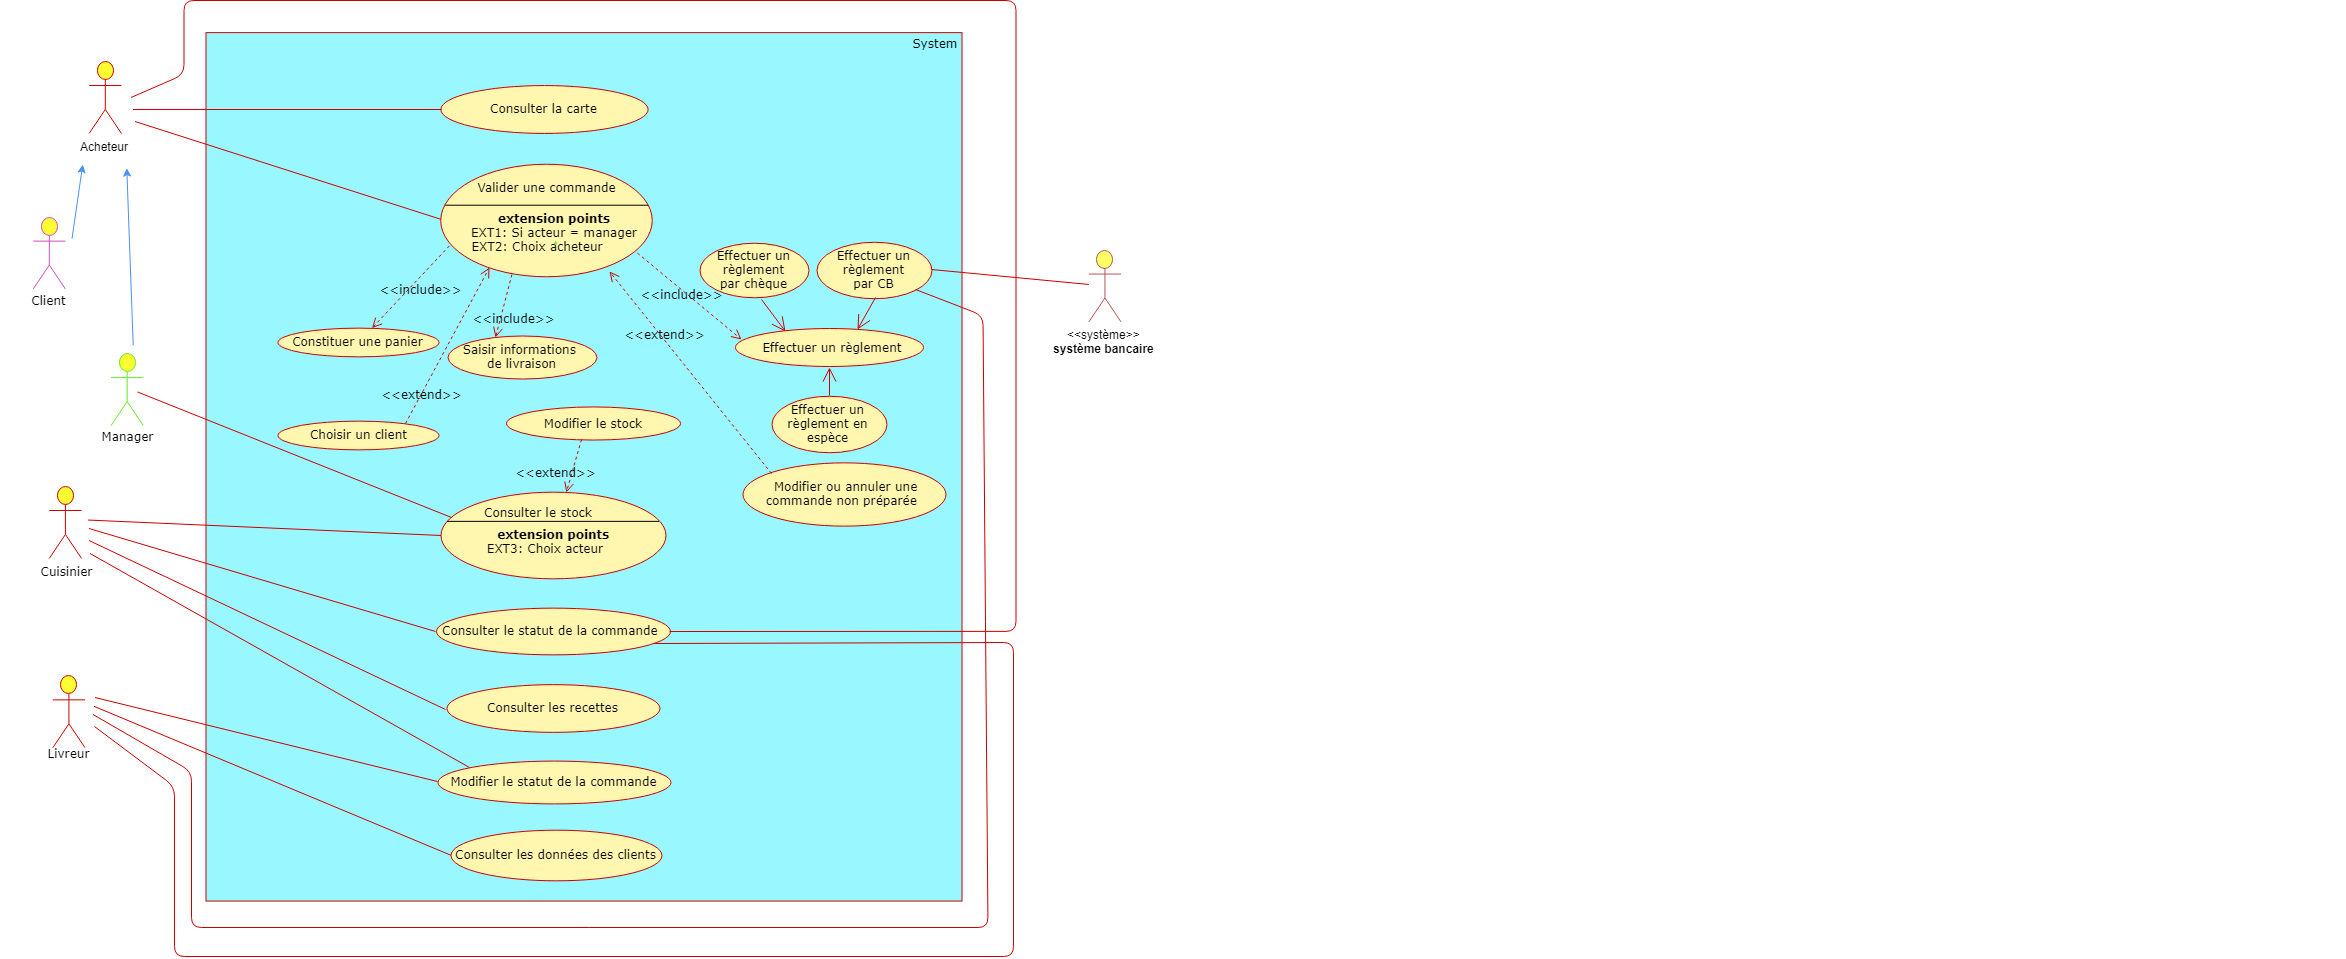 System
Consulter la carte
Acheteur
Valider une commande
extension points
EXT1: Si acteur = manager
EXT2: Choix acheteur
Effectuer un
règlement
par chèque
Effectuer un
règlement
par CB
<<include>>
<<include>>
<<include>>
<<extend>>
Client
Constituer une panier
Saisir informations
de livraison
Effectuer un règlement
<<système>>
système bancaire
<<extend>>
Effectuer un
règlement en
espèce
Manager
Choisir un client
Modifier le stock
<<extend>>
Modifier ou annuler une
commande non préparée
Consulter le stock
extension points
EXT3: Choix acteur
Cuisinier
Consulter le statut de la commande
Consulter les recettes
Livreur
Modifier le statut de la commande
Consulter les données des clients